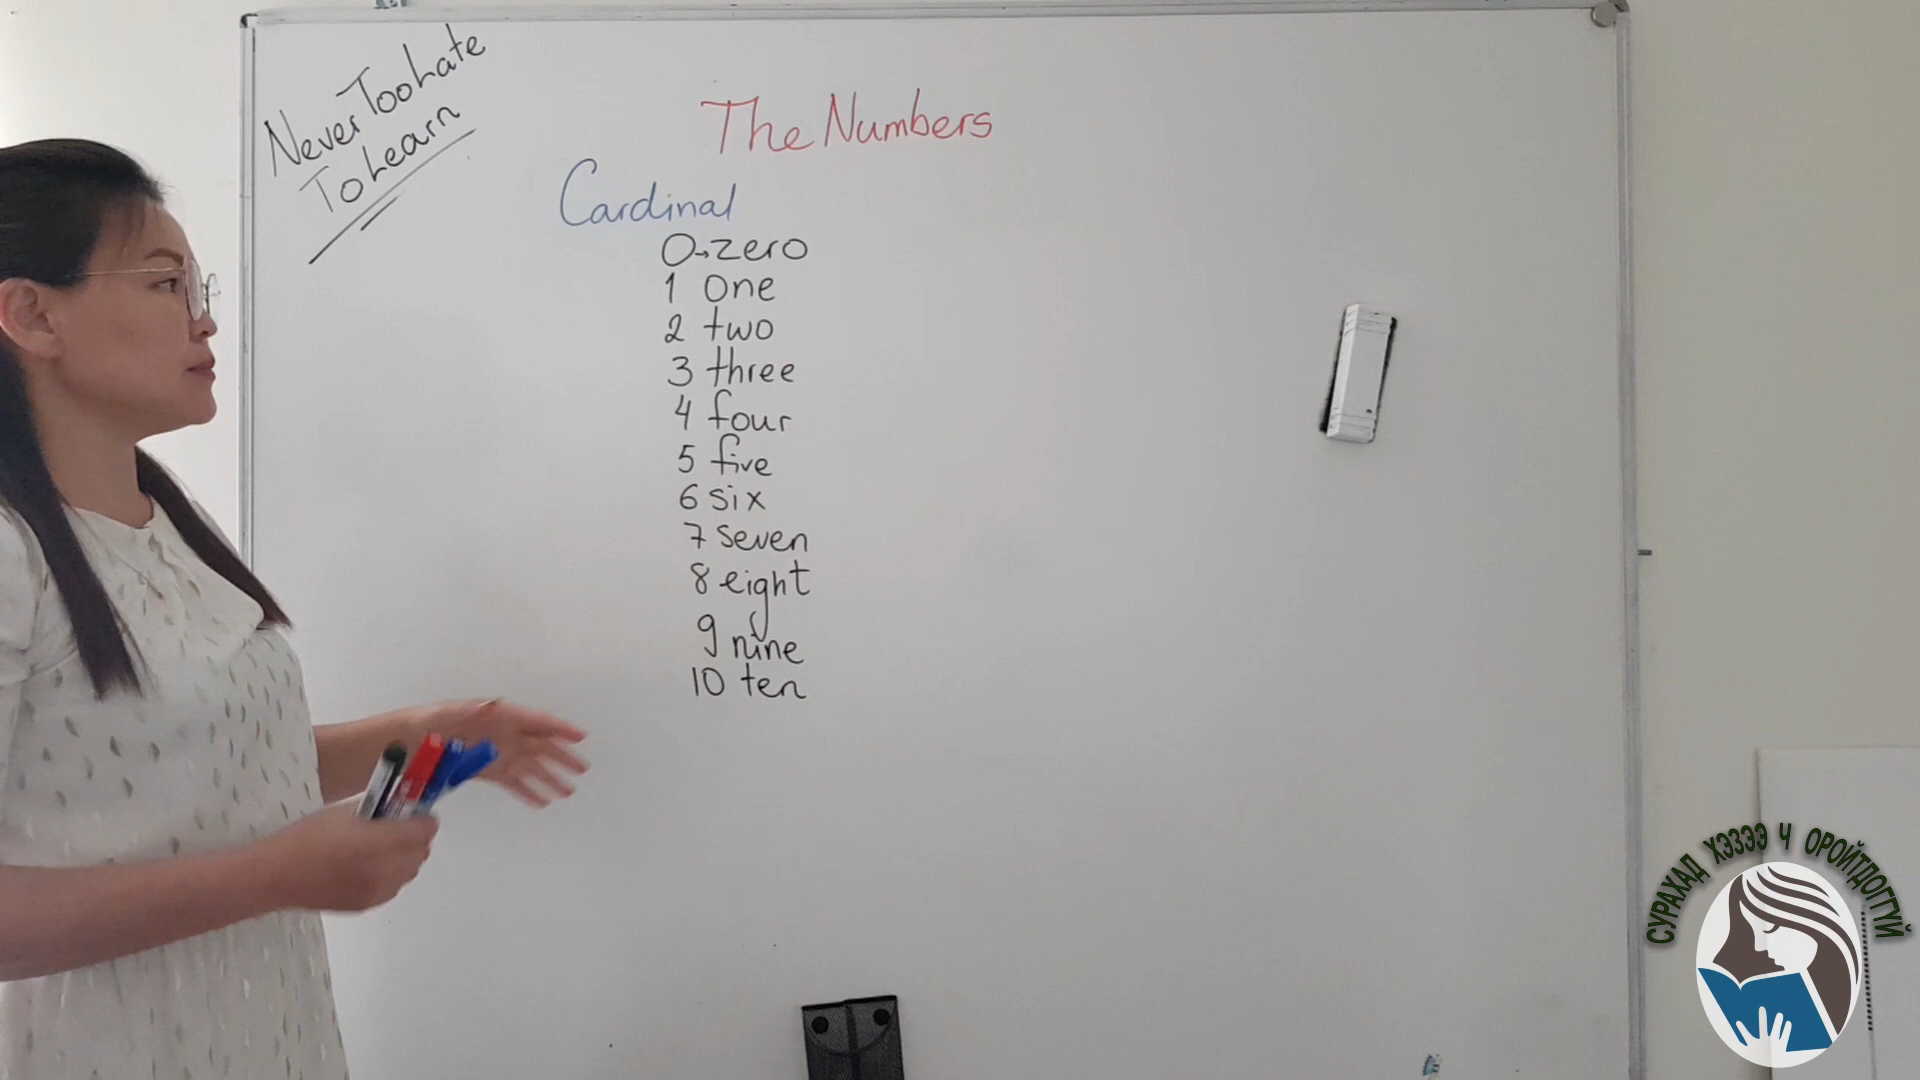 Never Too Late
To Learn
The Numbers
Cardinal
0→zero
1 one
2 two
3 three
4 four
5 five
6 six
7 seven
8 eight
9 nine
10 ten
СУРАХАД ХЭЗЭЭ Ч ОРОЙТДОГГҮЙ